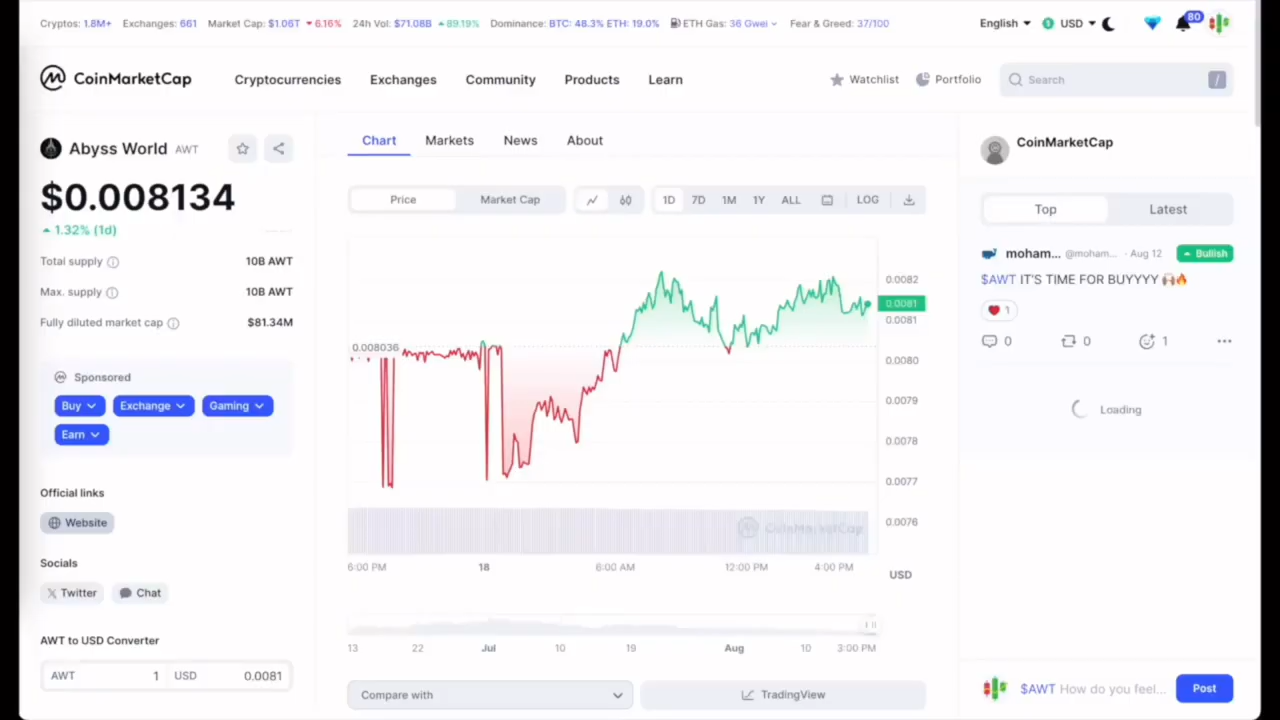 Cryptos: 1.8M+ Exchanges: 661 Market Cap: $1.06T 6.16% 24h Vol: $71.08B 89.19% Dominance: BTC: 48.3% ETH: 19.0% ETH Gas: 36 Gwei Fear & Greed: 37/100
English USD 80
CoinMarketCap Cryptocurrencies Exchanges Community Products Learn Watchlist Portfolio Search /
Abyss World AWT
$0.008134
1.32% (1d)
Total supply 10B AWT
Max. supply 10B AWT
Fully diluted market cap $81.34M
Sponsored
Buy Exchange Gaming
Earn
Official links
Website
Socials
Twitter Chat
AWT to USD Converter
AWT 1 USD 0.0081
Chart Markets News About
Price Market Cap 1D 7D 1M 1Y ALL LOG
0.008036
0.0082
0.0081
0.0081
0.0080
0.0079
0.0078
0.0077
0.0076
CoinMarketCap
6:00 PM 18 6:00 AM 12:00 PM 4:00 PM
USD
13 22 Jul 10 19 Aug 10 3:00 PM
Compare with TradingView
CoinMarketCap
Top Latest
moham... @moham... · Aug 12 Bullish
$AWT IT'S TIME FOR BUYYYY
1
0 0 1
Loading
$AWT How do you feel... Post